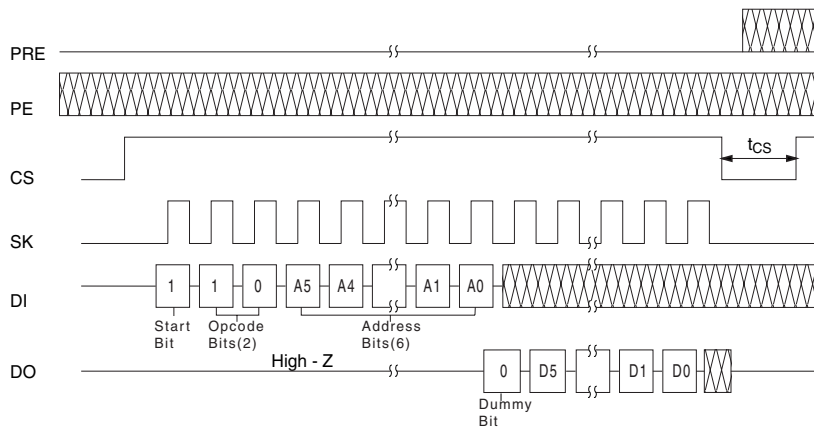 PRE
PE
CS
tCS
SK
DI
1 1 0 A5 A4 A1 A0
Start Bit
Opcode Bits(2)
Address Bits(6)
High - Z
DO
0 D5 D1 D0
Dummy Bit